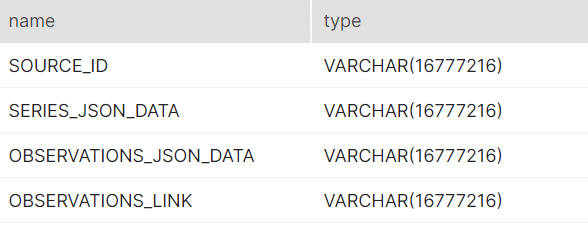 name type
SOURCE_ID VARCHAR(16777216)
SERIES_JSON_DATA VARCHAR(16777216)
OBSERVATIONS_JSON_DATA VARCHAR(16777216)
OBSERVATIONS_LINK VARCHAR(16777216)